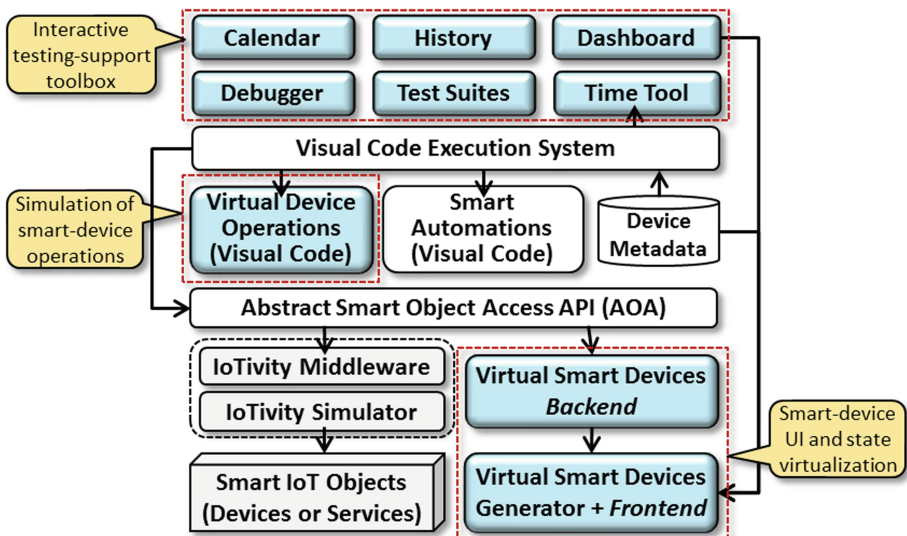 Interactive
testing-support
toolbox
Calendar
History
Dashboard
Debugger
Test Suites
Time Tool
Visual Code Execution System
Simulation of
smart-device
operations
Virtual Device
Operations
(Visual Code)
Smart
Automations
(Visual Code)
Device
Metadata
Abstract Smart Object Access API (AOA)
IoTivity Middleware
IoTivity Simulator
Smart IoT Objects
(Devices or Services)
Virtual Smart Devices
Backend
Virtual Smart Devices
Generator + Frontend
Smart-device
UI and state
virtualization